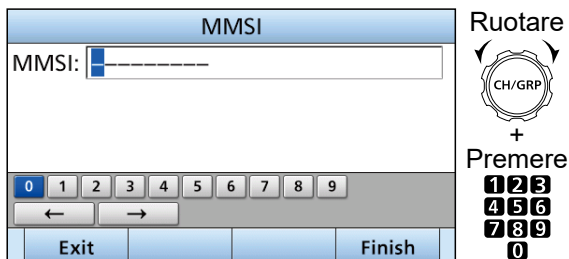 MMSI
MMSI: ---------
0 1 2 3 4 5 6 7 8 9
← →
Exit Finish
Ruotare
CH/GRP
+
Premere
1 2 3
4 5 6
7 8 9
0